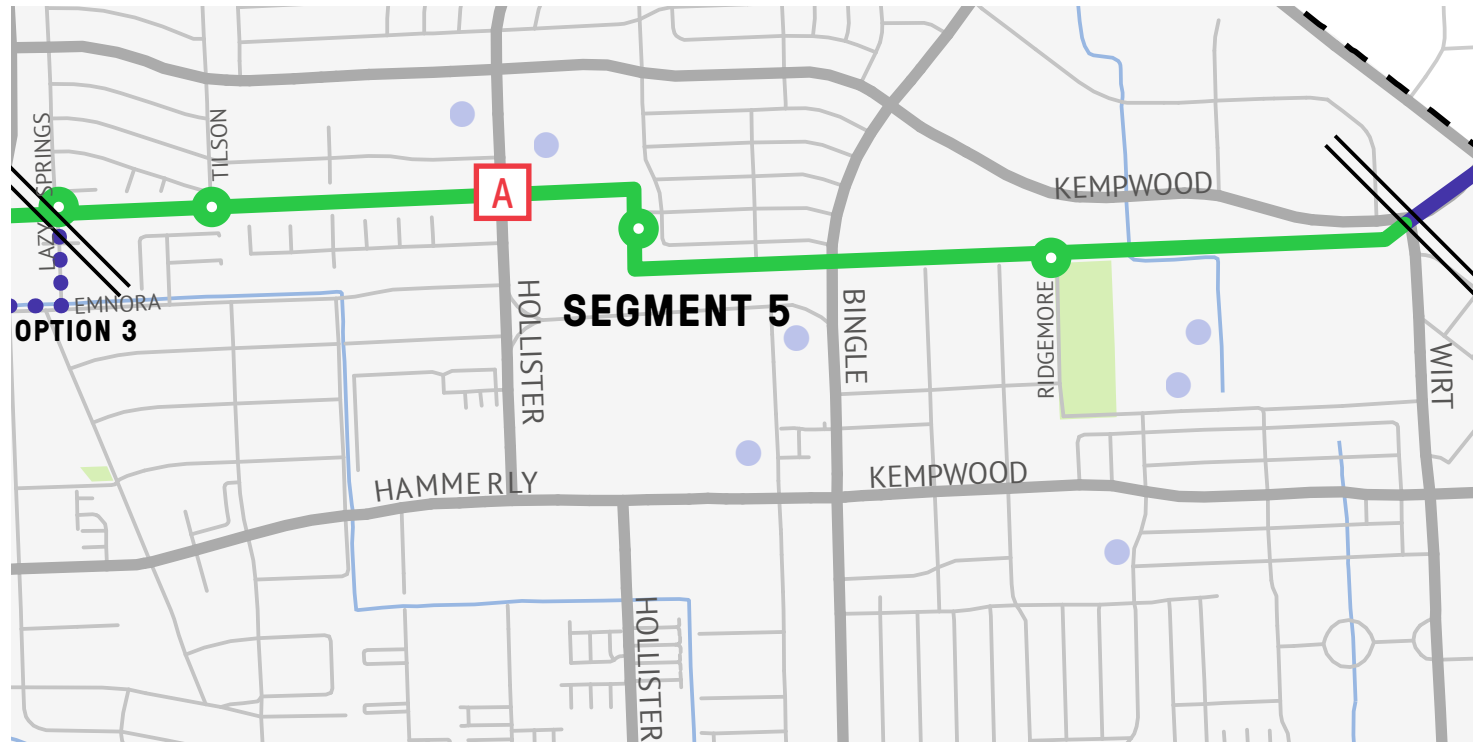 LAZY SPRINGS
TILSON
A
KEMPWOOD
EMNORA
OPTION 3
HOLLISTER
SEGMENT 5
BINGLE
RIDGEMORE
WIRT
HAMMERLY
KEMPWOOD
HOLLISTER